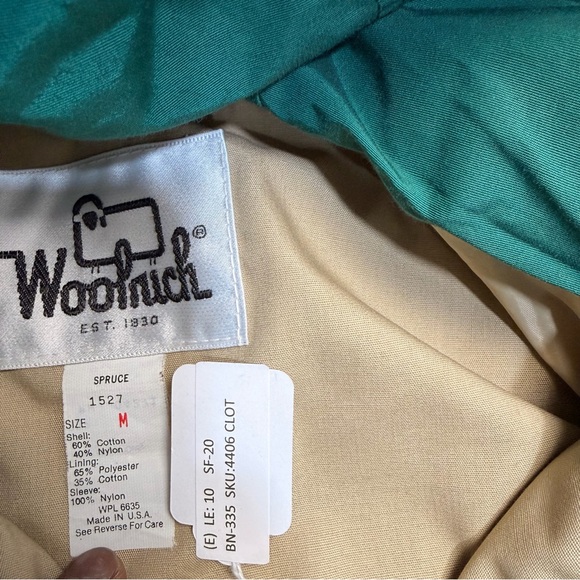 Woolrich®
EST. 1830
SPRUCE
1527
SIZE M
Shell:
60% Cotton
40% Nylon
Lining:
65% Polyester
35% Cotton
Sleeve:
100% Nylon
WPL 6635
Made In U.S.A.
See Reverse For Care
(E) LE: 10 SF-20
BN-335 SKU:4406 CLOT